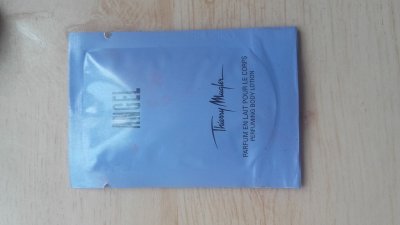 ANGEL
Thierry Mugler
PARFUM EN LAIT POUR LE CORPS
PERFUMING BODY LOTION